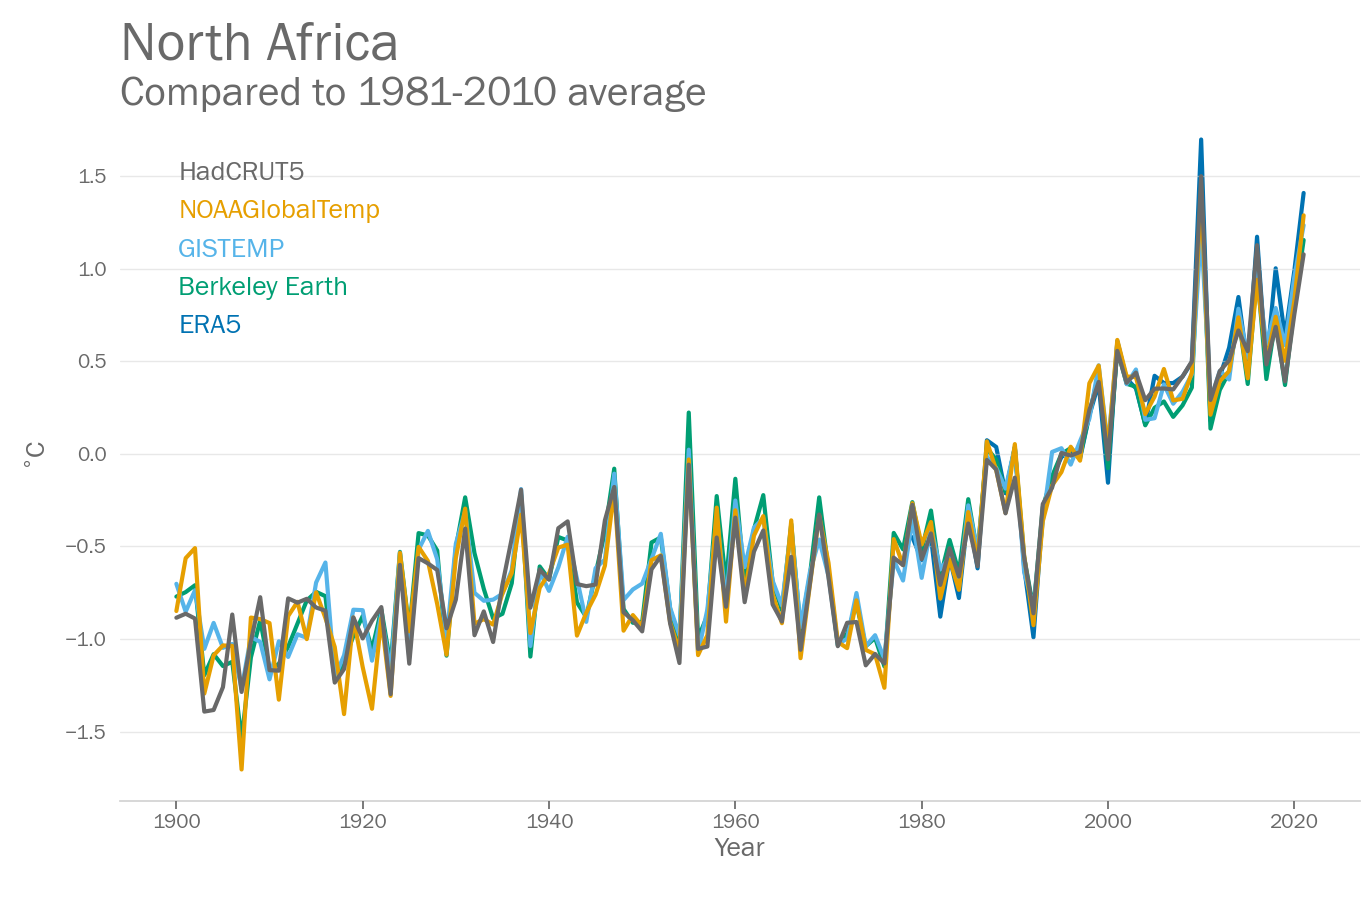 North Africa
Compared to 1981-2010 average
HadCRUT5
NOAAGlobalTemp
GISTEMP
Berkeley Earth
ERA5
1.5
1.0
0.5
0.0
−0.5
−1.0
−1.5
°C
1900 1920 1940 1960 1980 2000 2020
Year